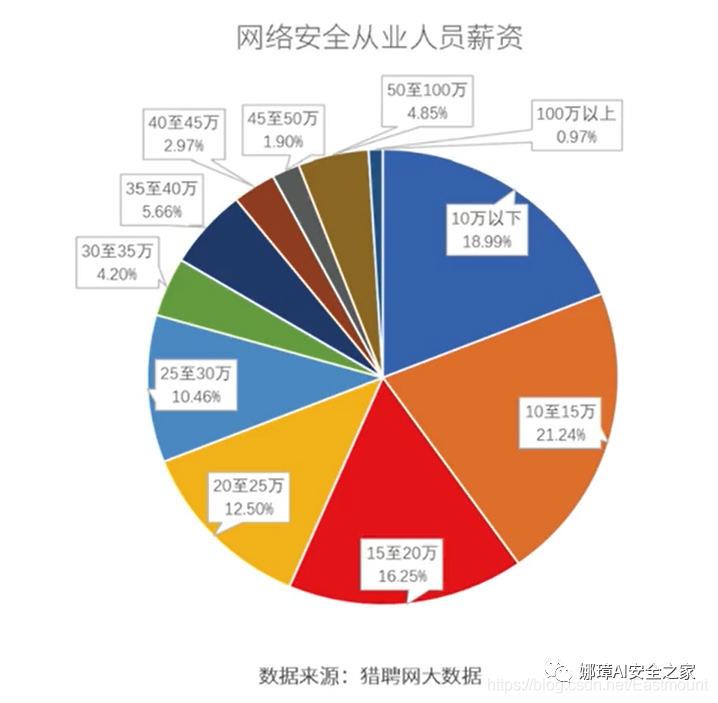 网络安全从业人员薪资
50至100万
4.85%
100万以上
0.97%
45至50万
1.90%
40至45万
2.97%
35至40万
5.66%
30至35万
4.20%
10万以下
18.99%
25至30万
10.46%
10至15万
21.24%
20至25万
12.50%
15至20万
16.25%
数据来源：猎聘网大数据
娜璋AI安全之家
https://blog.csdn.net/Eastmount